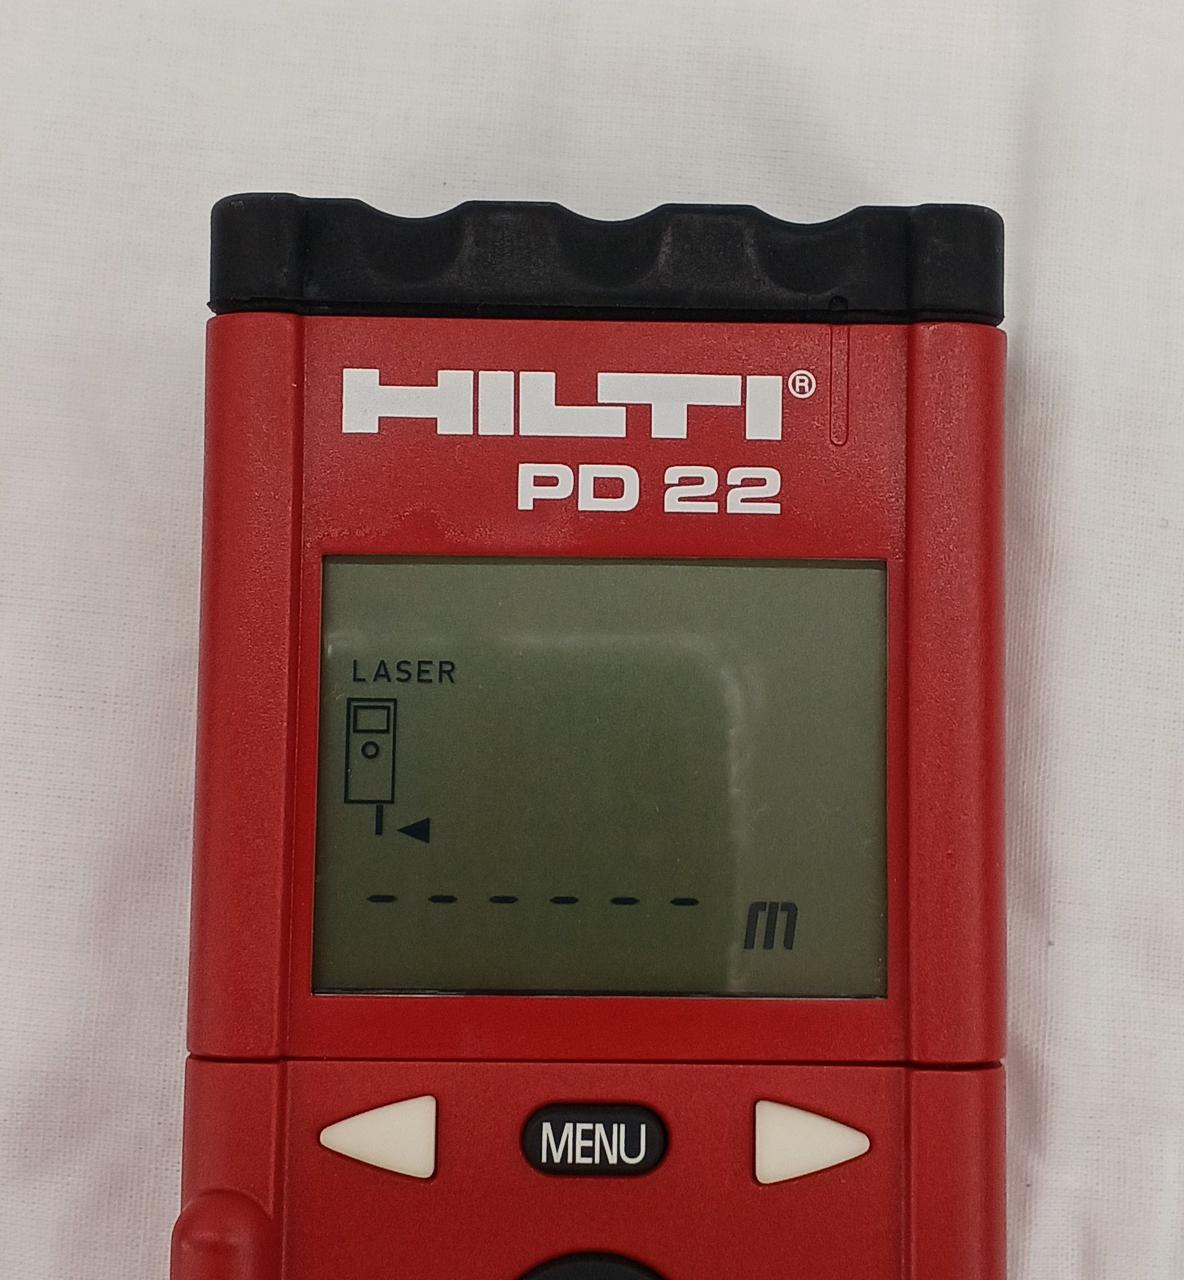 HILTI®
PD 22
LASER
------ m
MENU